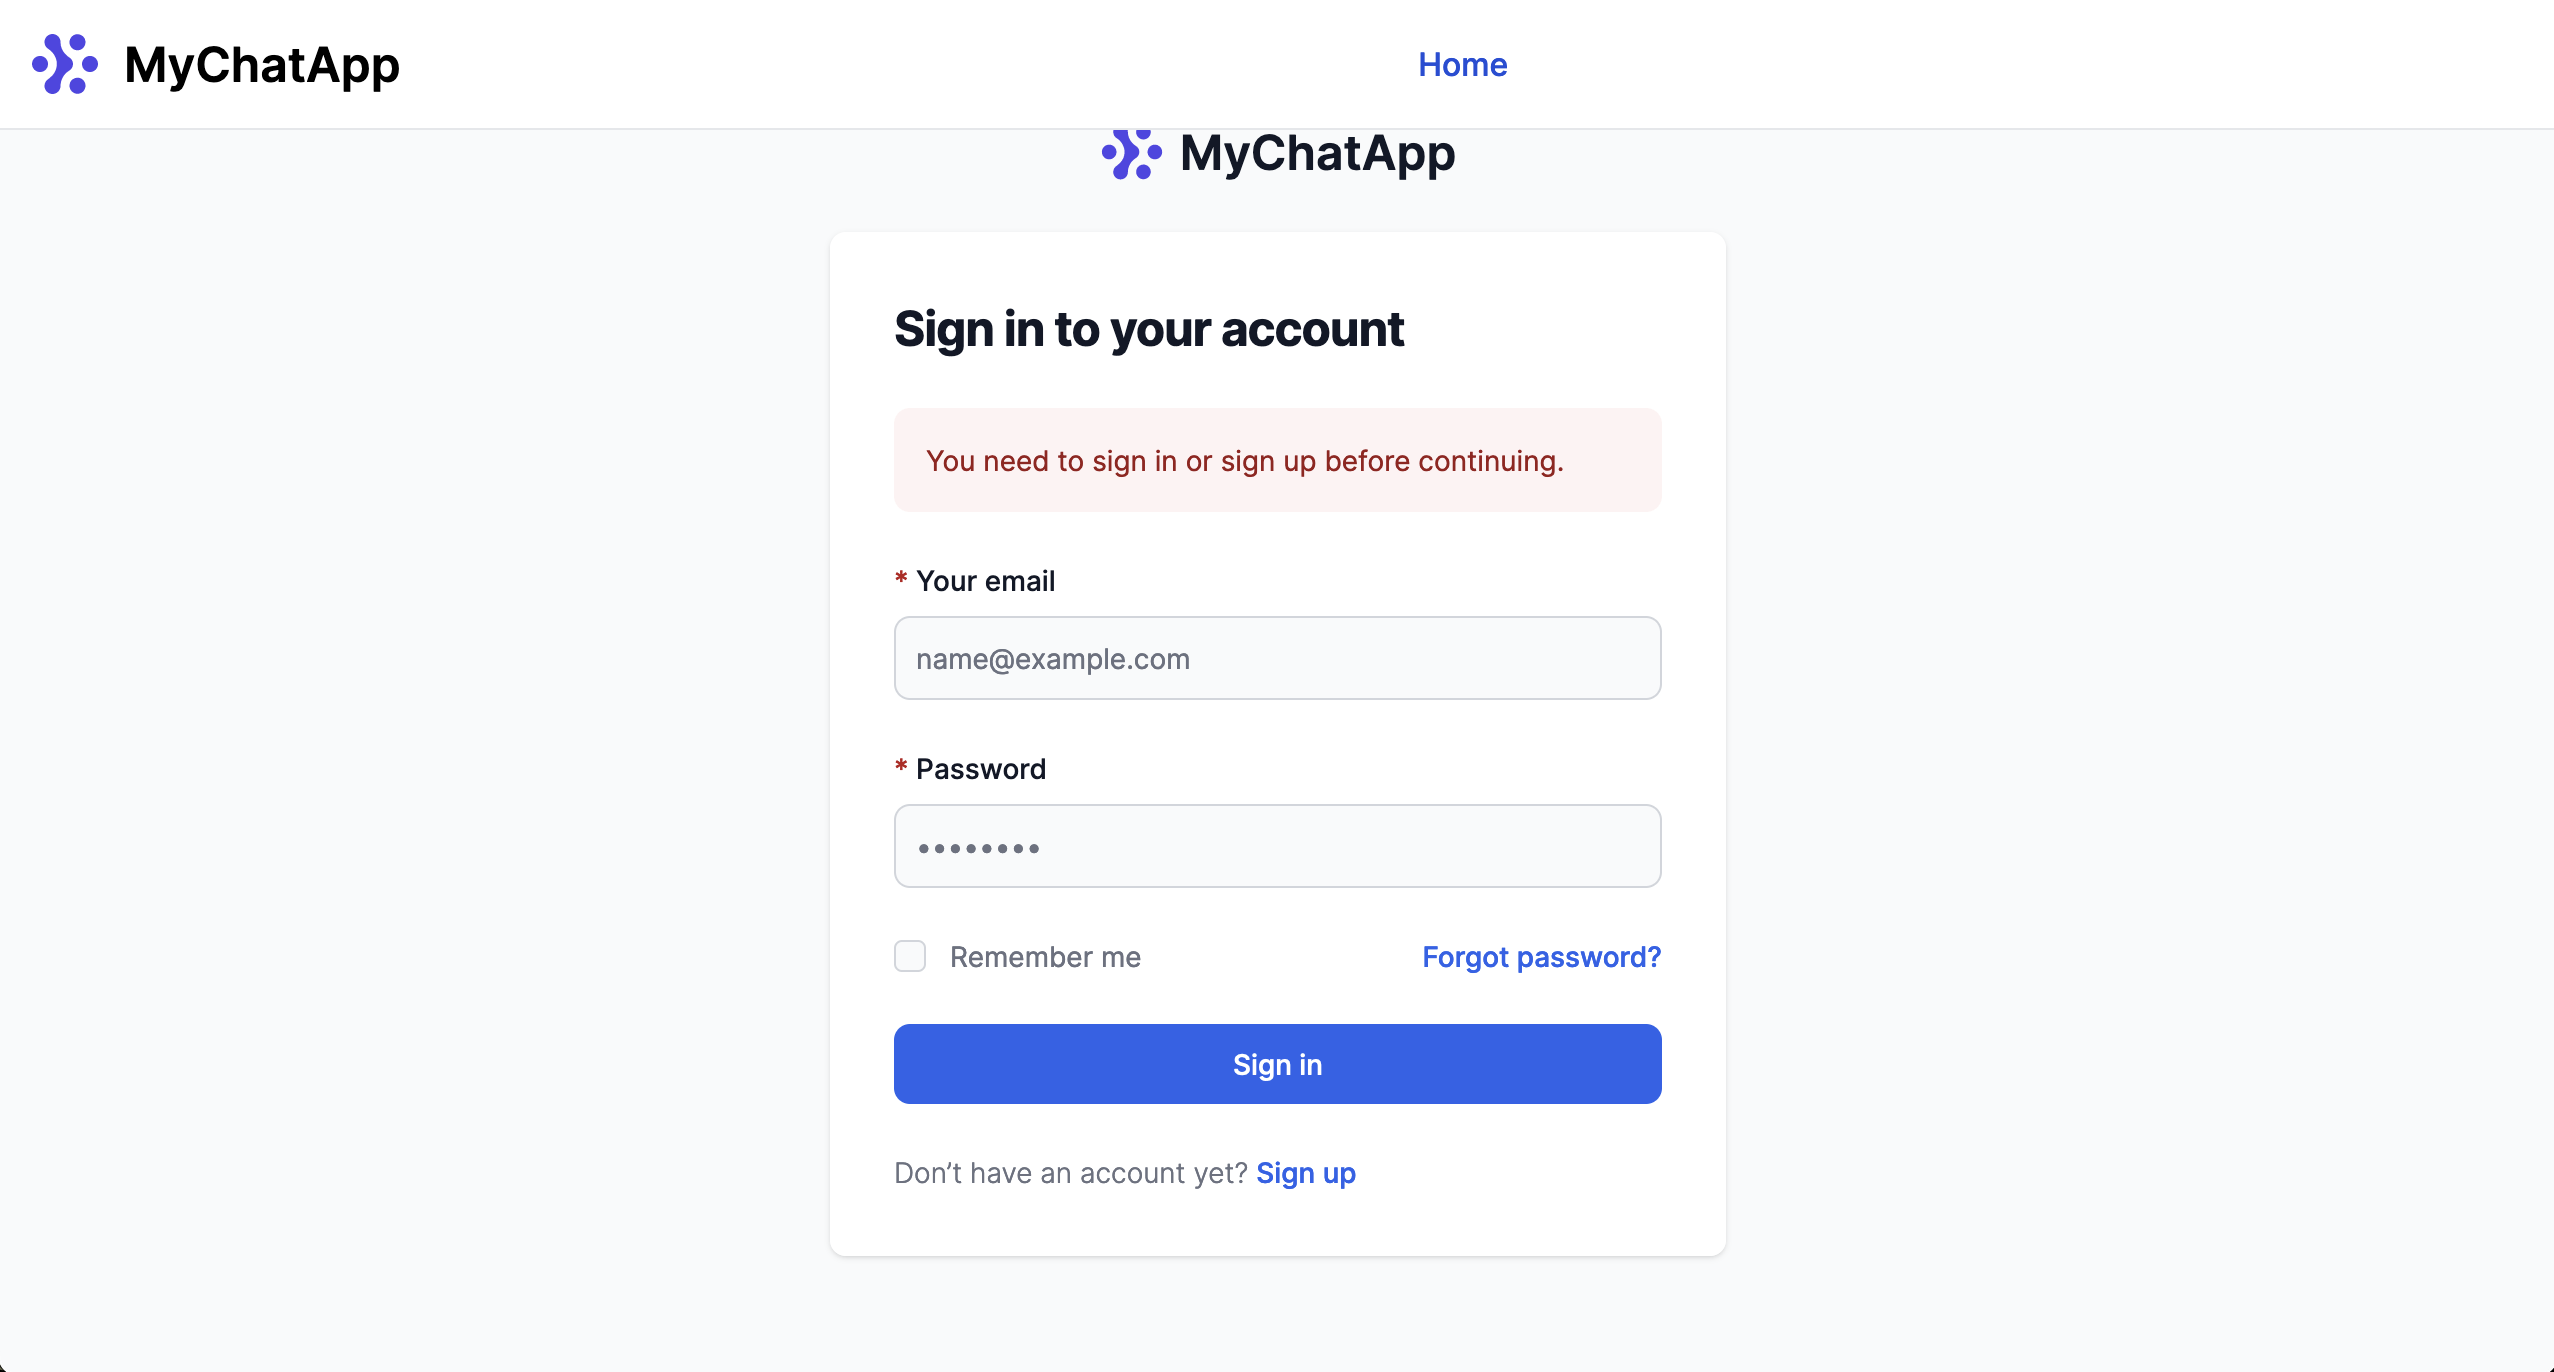 MyChatApp
Home
MyChatApp
Sign in to your account
You need to sign in or sign up before continuing.
* Your email
name@example.com
* Password
••••••••
Remember me
Forgot password?
Sign in
Don’t have an account yet? Sign up